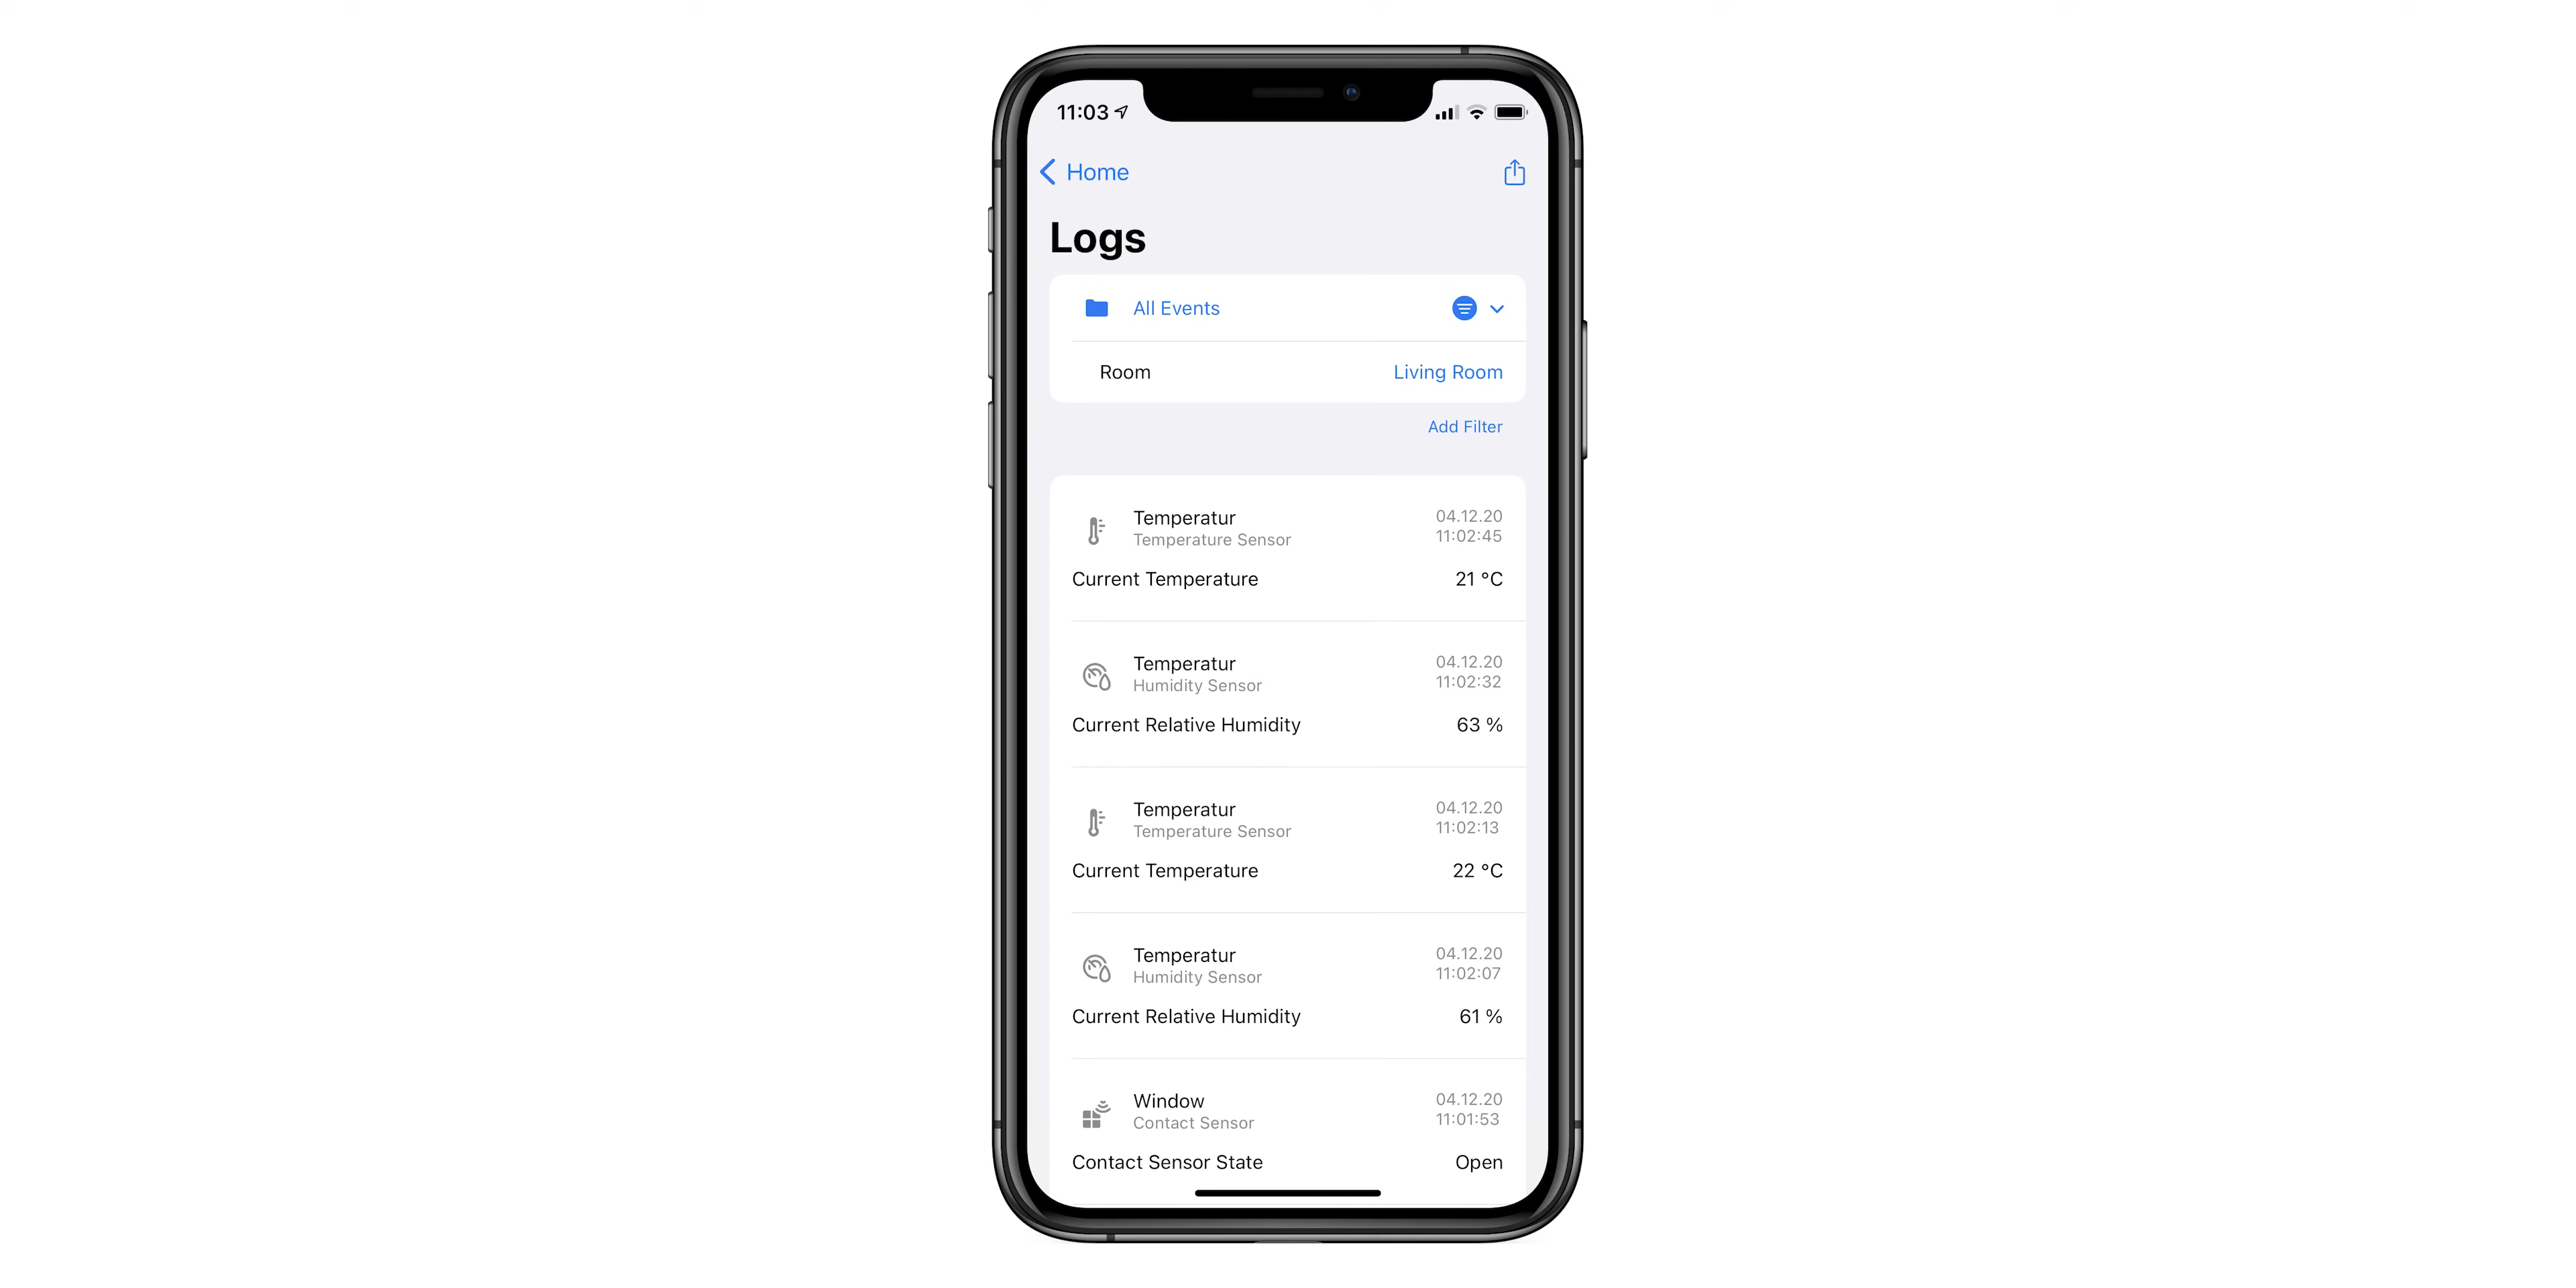 11:03
Home
Logs
All Events
Room Living Room
Add Filter
Temperatur 04.12.20
Temperature Sensor 11:02:45
Current Temperature 21 °C
Temperatur 04.12.20
Humidity Sensor 11:02:32
Current Relative Humidity 63 %
Temperatur 04.12.20
Temperature Sensor 11:02:13
Current Temperature 22 °C
Temperatur 04.12.20
Humidity Sensor 11:02:07
Current Relative Humidity 61 %
Window 04.12.20
Contact Sensor 11:01:53
Contact Sensor State Open